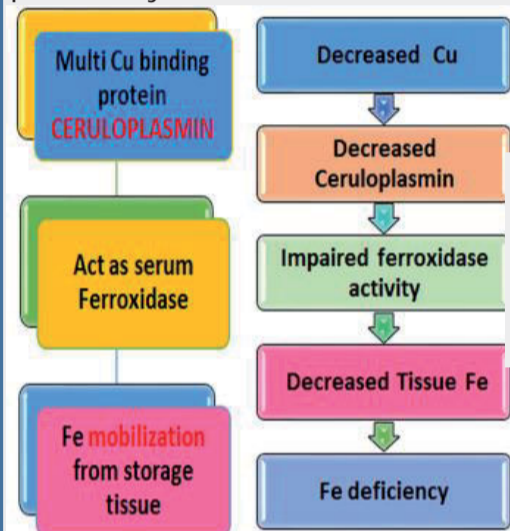 Multi Cu binding
protein
CERULOPLASMIN
Act as serum
Ferroxidase
Fe mobilization
from storage
tissue
Decreased Cu
Decreased
Ceruloplasmin
Impaired ferroxidase
activity
Decreased Tissue Fe
Fe deficiency